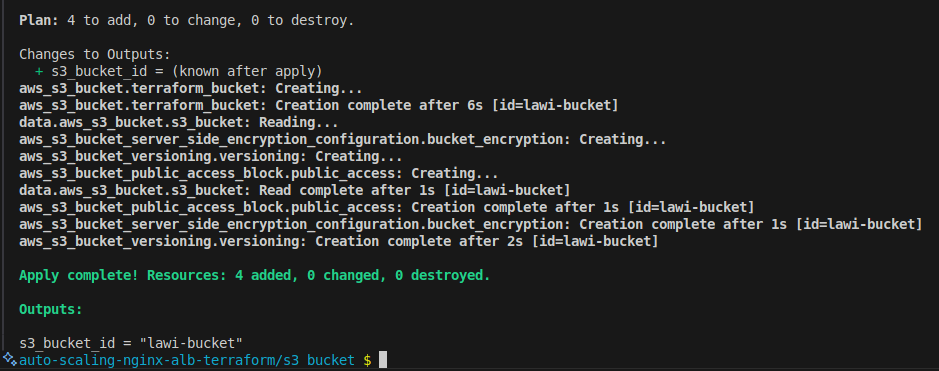 Plan: 4 to add, 0 to change, 0 to destroy.
Changes to Outputs:
+ s3_bucket_id = (known after apply)
aws_s3_bucket.terraform_bucket: Creating...
aws_s3_bucket.terraform_bucket: Creation complete after 6s [id=lawi-bucket]
data.aws_s3_bucket.s3_bucket: Reading...
aws_s3_bucket_server_side_encryption_configuration.bucket_encryption: Creating...
aws_s3_bucket_versioning.versioning: Creating...
aws_s3_bucket_public_access_block.public_access: Creating...
data.aws_s3_bucket.s3_bucket: Read complete after 1s [id=lawi-bucket]
aws_s3_bucket_public_access_block.public_access: Creation complete after 1s [id=lawi-bucket]
aws_s3_bucket_server_side_encryption_configuration.bucket_encryption: Creation complete after 1s [id=lawi-bucket]
aws_s3_bucket_versioning.versioning: Creation complete after 2s [id=lawi-bucket]
Apply complete! Resources: 4 added, 0 changed, 0 destroyed.
Outputs:
s3_bucket_id = "lawi-bucket"
auto-scaling-nginx-alb-terraform/s3 bucket $